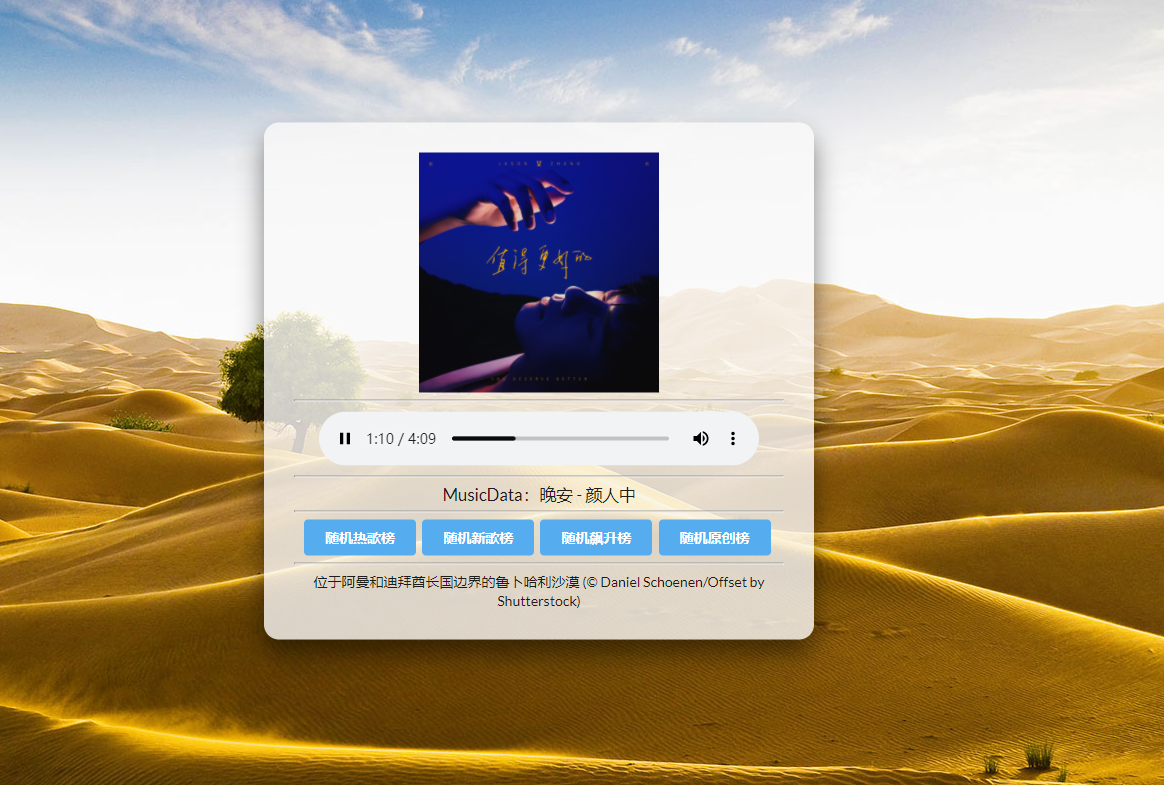 JASON ZHANG
值得更好的
YOU DESERVE BETTER
1:10 / 4:09
MusicData：晚安 - 颜人中
随机热歌榜 随机新歌榜 随机飙升榜 随机原创榜
位于阿曼和迪拜酋长国边界的鲁卜哈利沙漠 (© Daniel Schoenen/Offset by
Shutterstock)